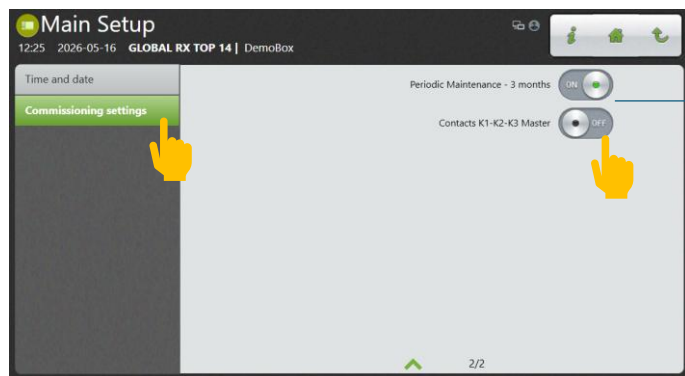 Main Setup
12:25 2026-05-16 GLOBAL RX TOP 14 | DemoBox
Time and date
Commissioning settings
Periodic Maintenance - 3 months ON
Contacts K1-K2-K3 Master OFF
2/2